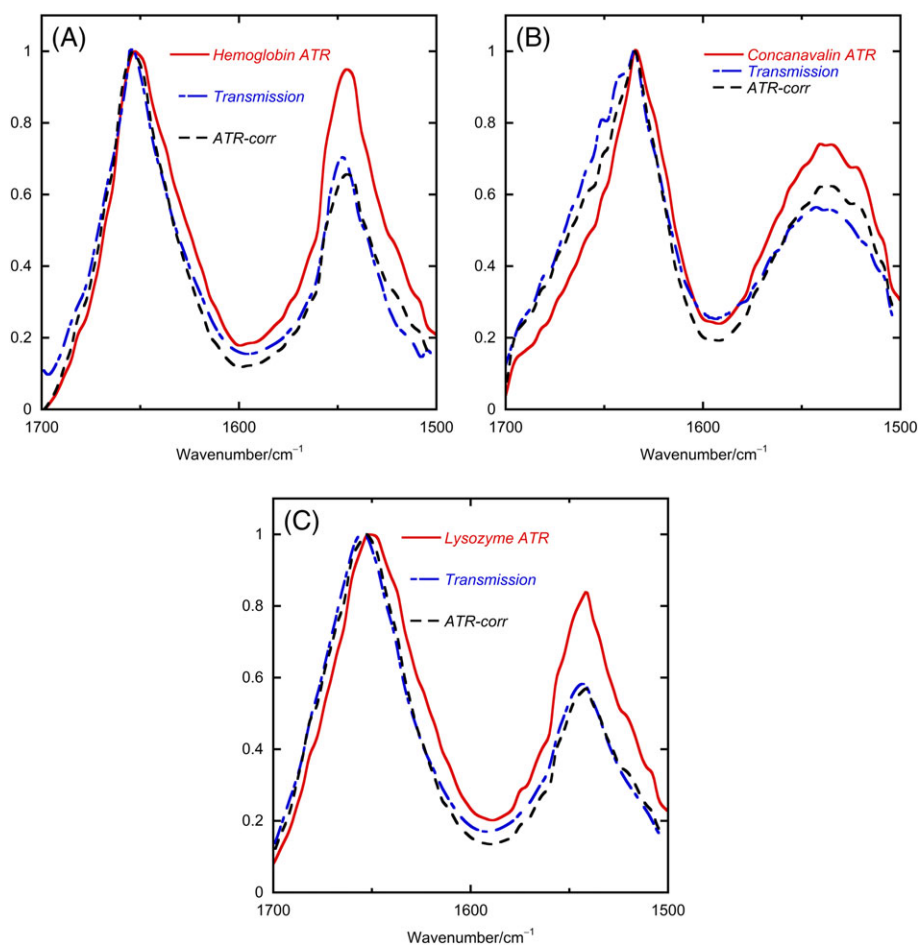 (A)
Hemoglobin ATR
Transmission
ATR-corr
1
0.8
0.6
0.4
0.2
0
1700
1600
1500
Wavenumber/cm⁻¹
(B)
Concanavalin ATR
Transmission
ATR-corr
1
0.8
0.6
0.4
0.2
0
1700
1600
1500
Wavenumber/cm⁻¹
(C)
Lysozyme ATR
Transmission
ATR-corr
1
0.8
0.6
0.4
0.2
0
1700
1600
1500
Wavenumber/cm⁻¹